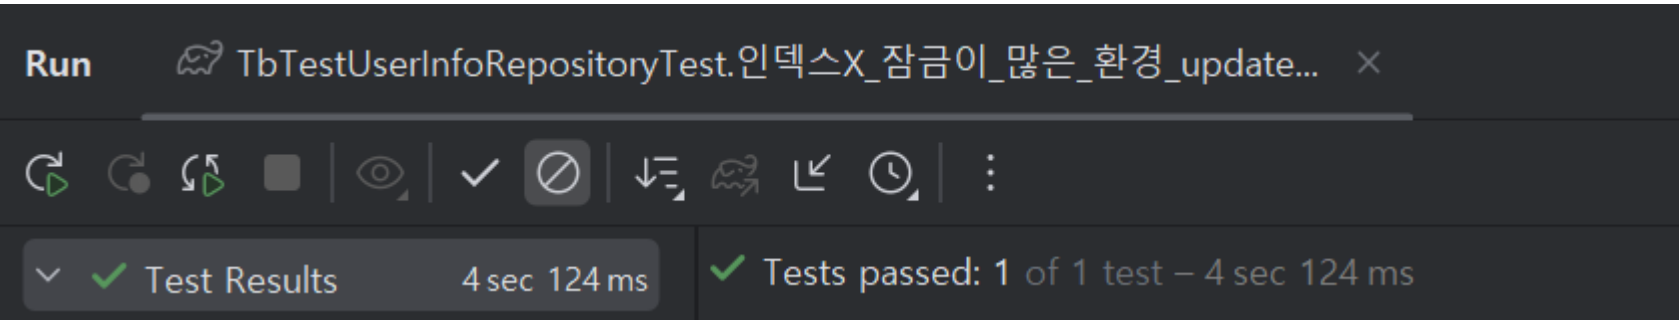 Run TbTestUserInfoRepositoryTest.인덱스X_잠금이_많은_환경_update...
Test Results 4 sec 124 ms Tests passed: 1 of 1 test – 4 sec 124 ms